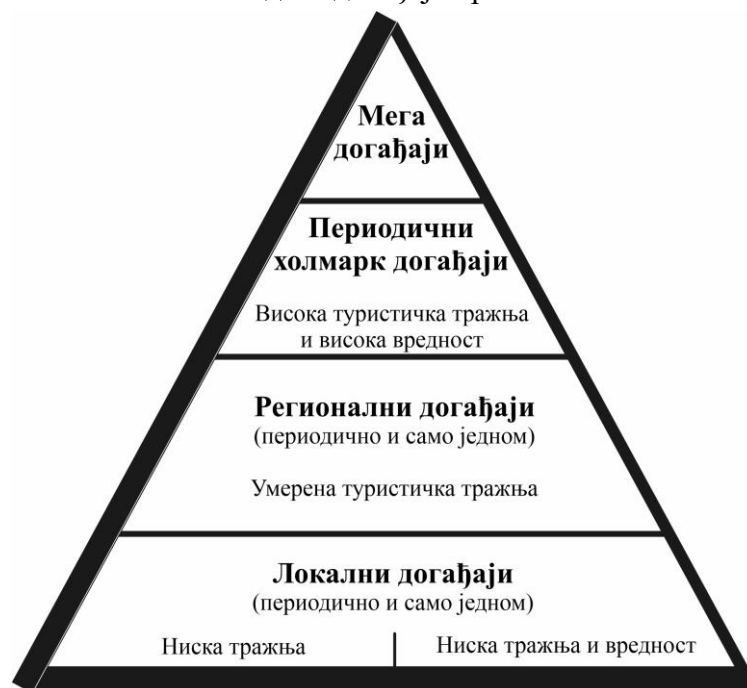 Мега
догађаји
Периодични
холмарк догађаји
Висока туристичка тражња
и висока вредност
Регионални догађаји
(периодично и само једном)
Умерена туристичка тражња
Локални догађаји
(периодично и само једном)
Ниска тражња
Ниска тражња и вредност